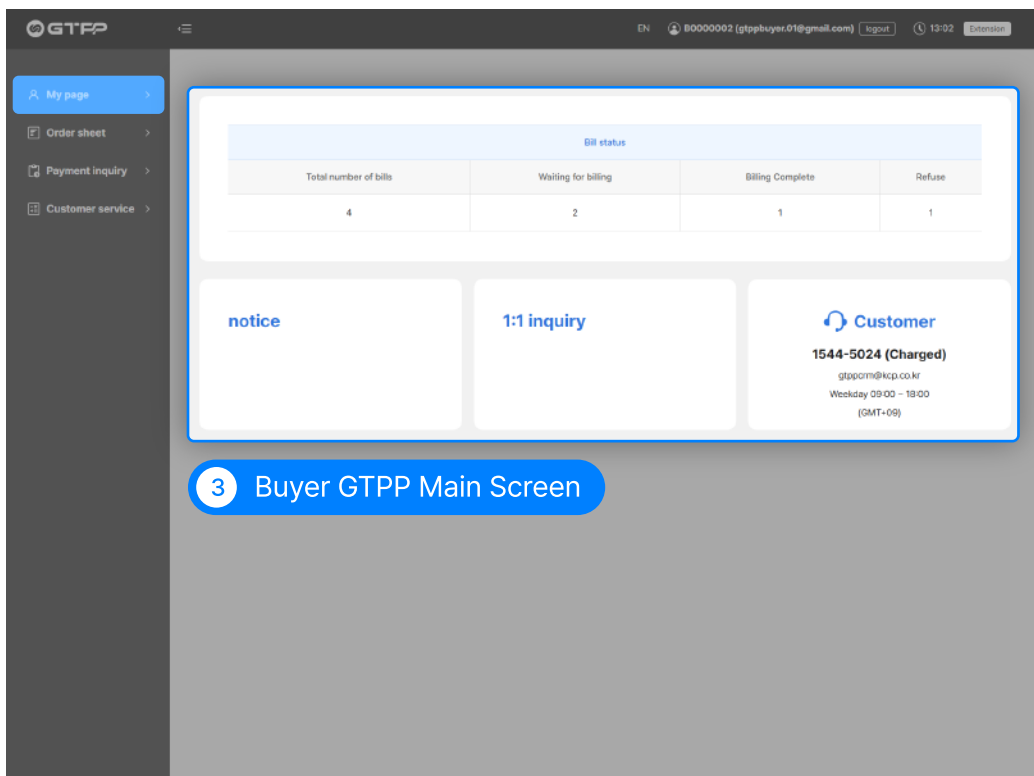 GTPP
EN B0000002 (gtppbuyer.01@gmail.com) logout 13:02 Extension
My page
Order sheet
Payment inquiry
Customer service
Bill status
Total number of bills Waiting for billing Billing Complete Refuse
4 2 1 1
notice
1:1 inquiry
Customer
1544-5024 (Charged)
gtppcrm@kcp.co.kr
Weekday 09:00 – 18:00
(GMT+09)
3 Buyer GTPP Main Screen